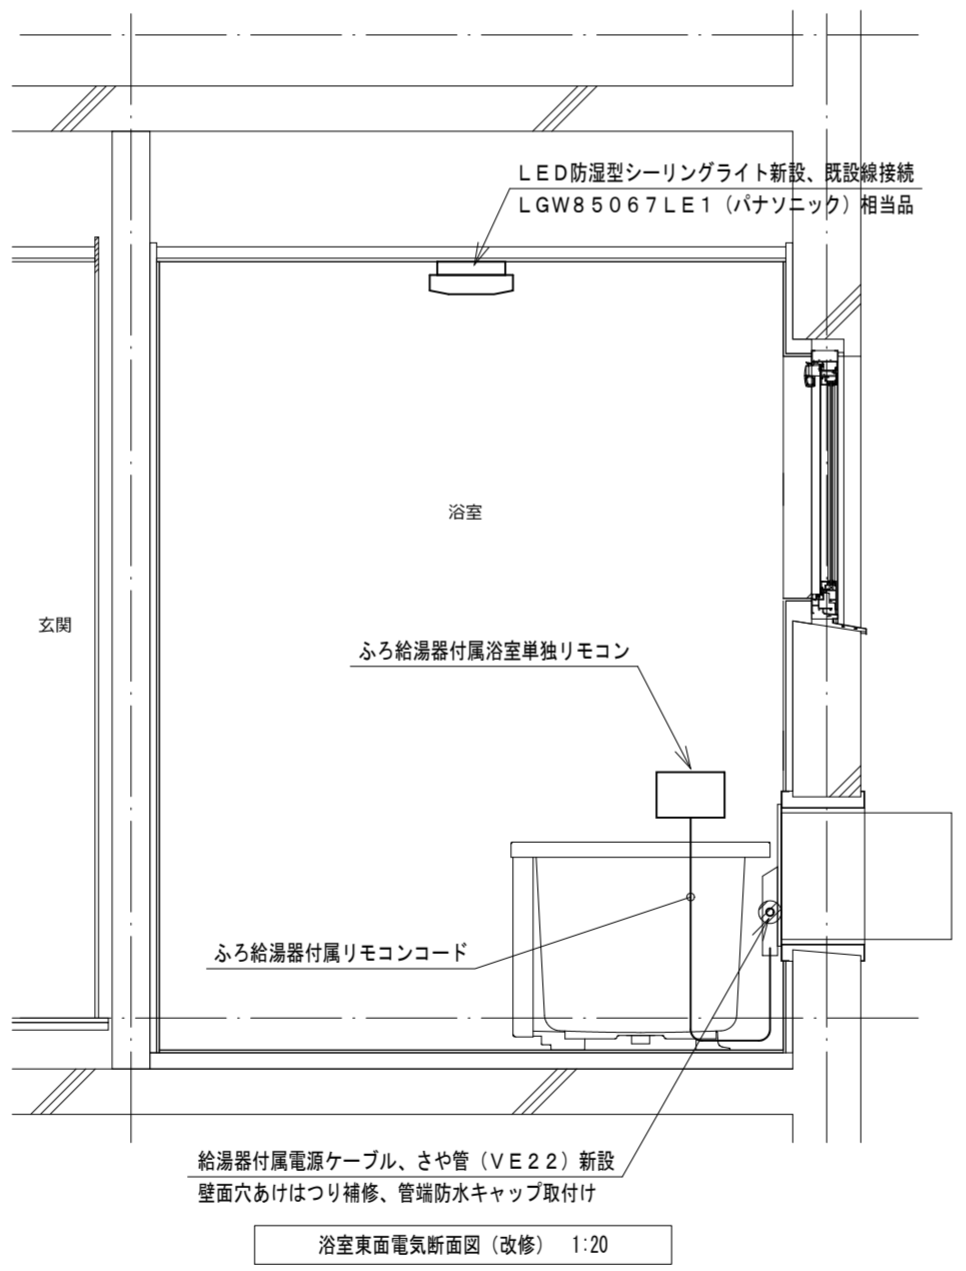 ＬＥＤ防湿型シーリングライト新設、既設線接続
ＬＧＷ８５０６７ＬＥ１（パナソニック）相当品
浴室
玄関
ふろ給湯器付属浴室単独リモコン
ふろ給湯器付属リモコンコード
給湯器付属電源ケーブル、さや管（ＶＥ２２）新設
壁面穴あけはつり補修、管端防水キャップ取付け
浴室東面電気断面図（改修） 1:20